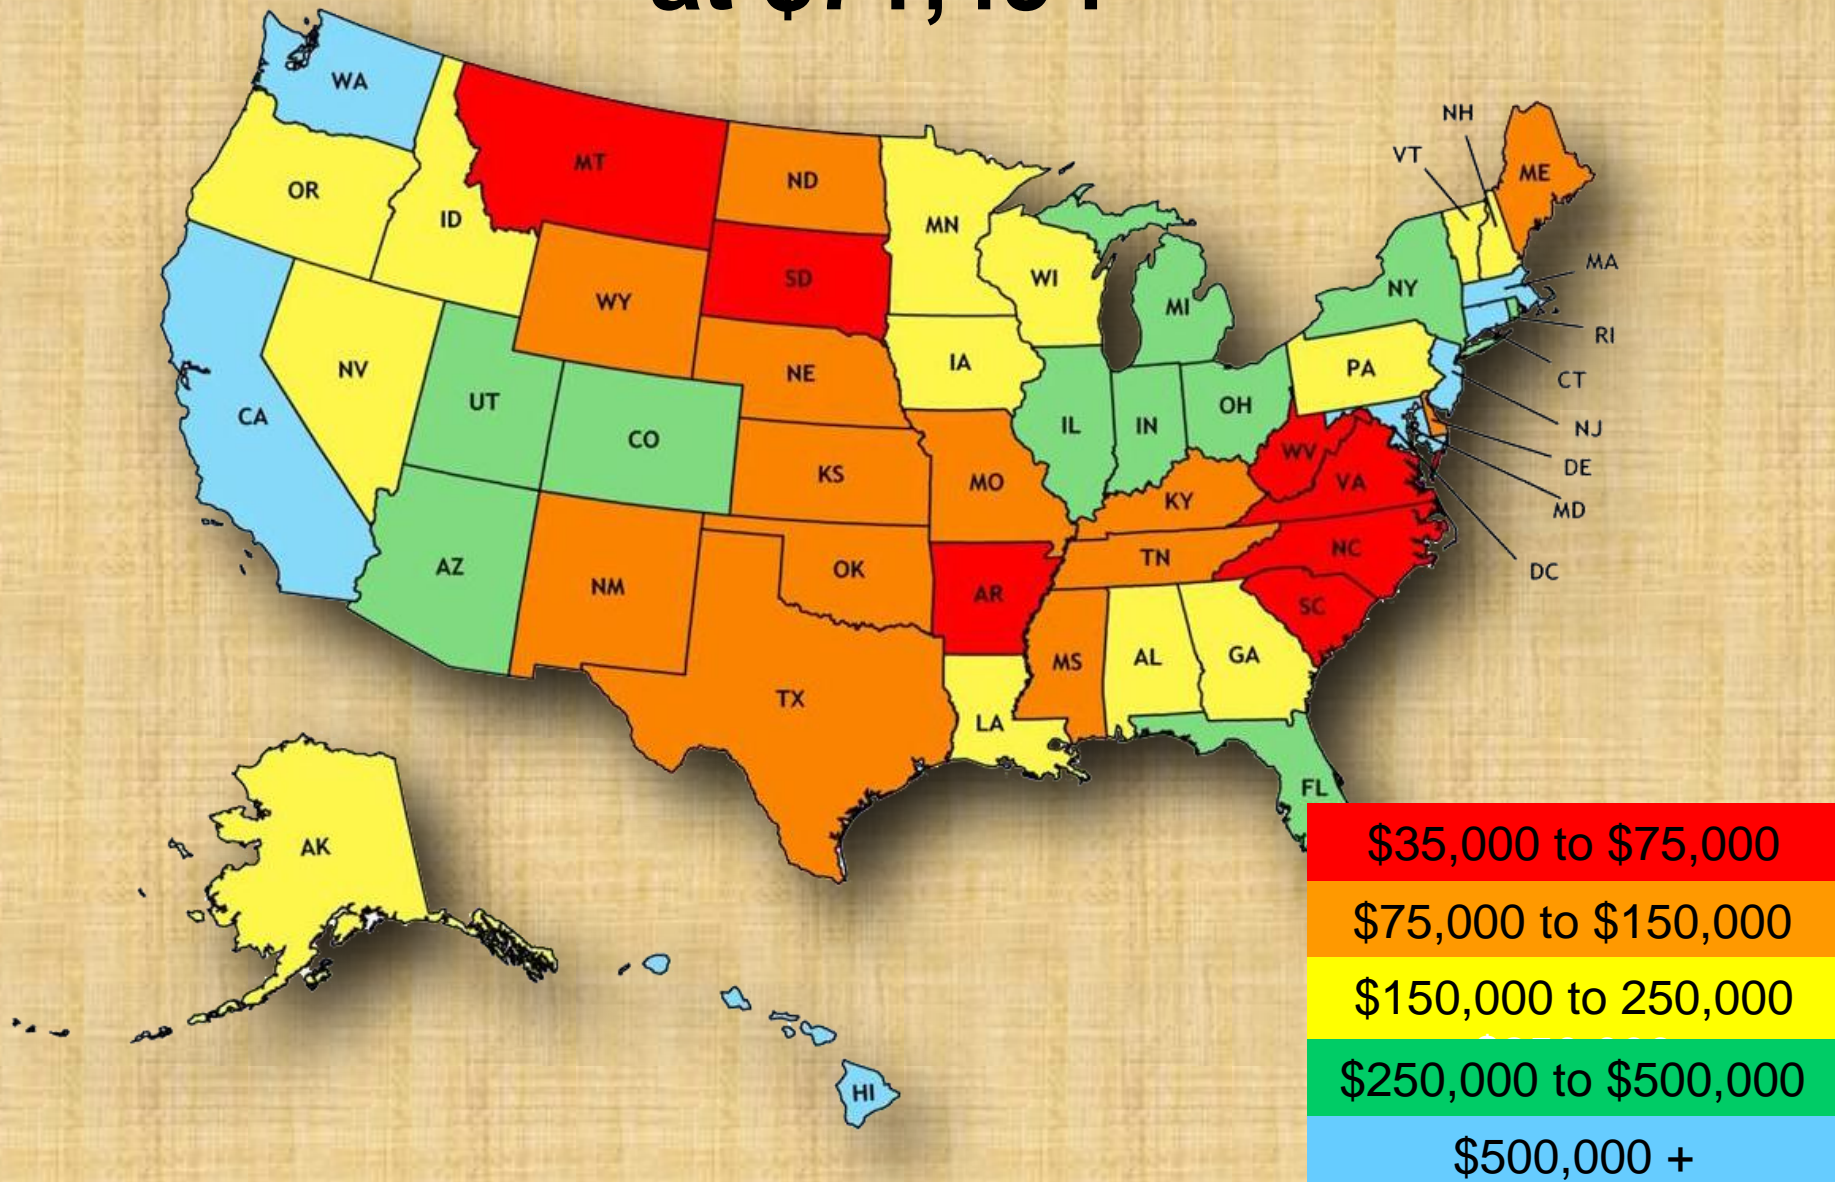 WA
MT
ND
MN
OR
ID
SD
WI
WY
MI
NH
VT
ME
NY
MA
RI
CT
NJ
DE
MD
DC
NV
UT
CO
NE
IA
IL
IN
OH
PA
CA
KS
MO
KY
WV
VA
AZ
NM
OK
AR
TN
NC
SC
TX
LA
MS
AL
GA
FL
AK
HI
$35,000 to $75,000
$75,000 to $150,000
$150,000 to 250,000
$250,000 to $500,000
$500,000 +